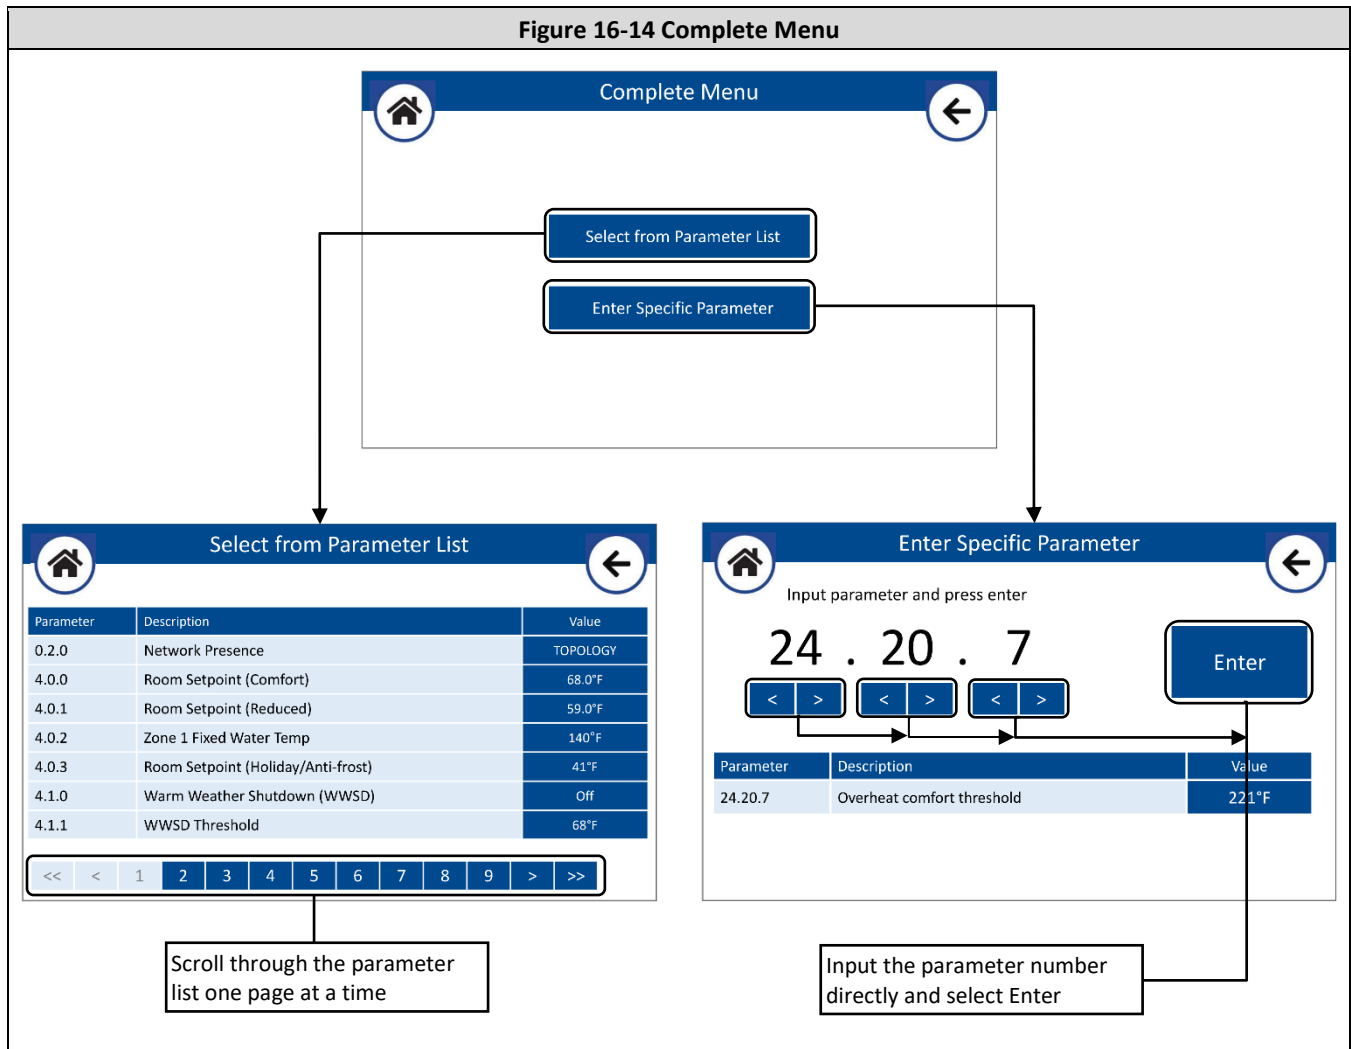 Figure 16-14 Complete Menu
Complete Menu
Select from Parameter List
Enter Specific Parameter
Select from Parameter List
Parameter Description Value
0.2.0 Network Presence TOPOLOGY
4.0.0 Room Setpoint (Comfort) 68.0°F
4.0.1 Room Setpoint (Reduced) 59.0°F
4.0.2 Zone 1 Fixed Water Temp 140°F
4.0.3 Room Setpoint (Holiday/Anti-frost) 41°F
4.1.0 Warm Weather Shutdown (WWSD) Off
4.1.1 WWSD Threshold 68°F
<< < 1 2 3 4 5 6 7 8 9 > >>
Scroll through the parameter
list one page at a time
Enter Specific Parameter
Input parameter and press enter
24 . 20 . 7
< > < > < >
Enter
Parameter Description Value
24.20.7 Overheat comfort threshold 221°F
Input the parameter number
directly and select Enter